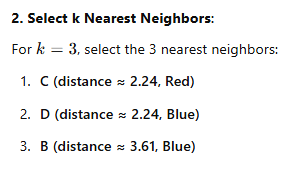 2. Select k Nearest Neighbors:
For k = 3, select the 3 nearest neighbors:
1. C (distance ≈ 2.24, Red)
2. D (distance ≈ 2.24, Blue)
3. B (distance ≈ 3.61, Blue)